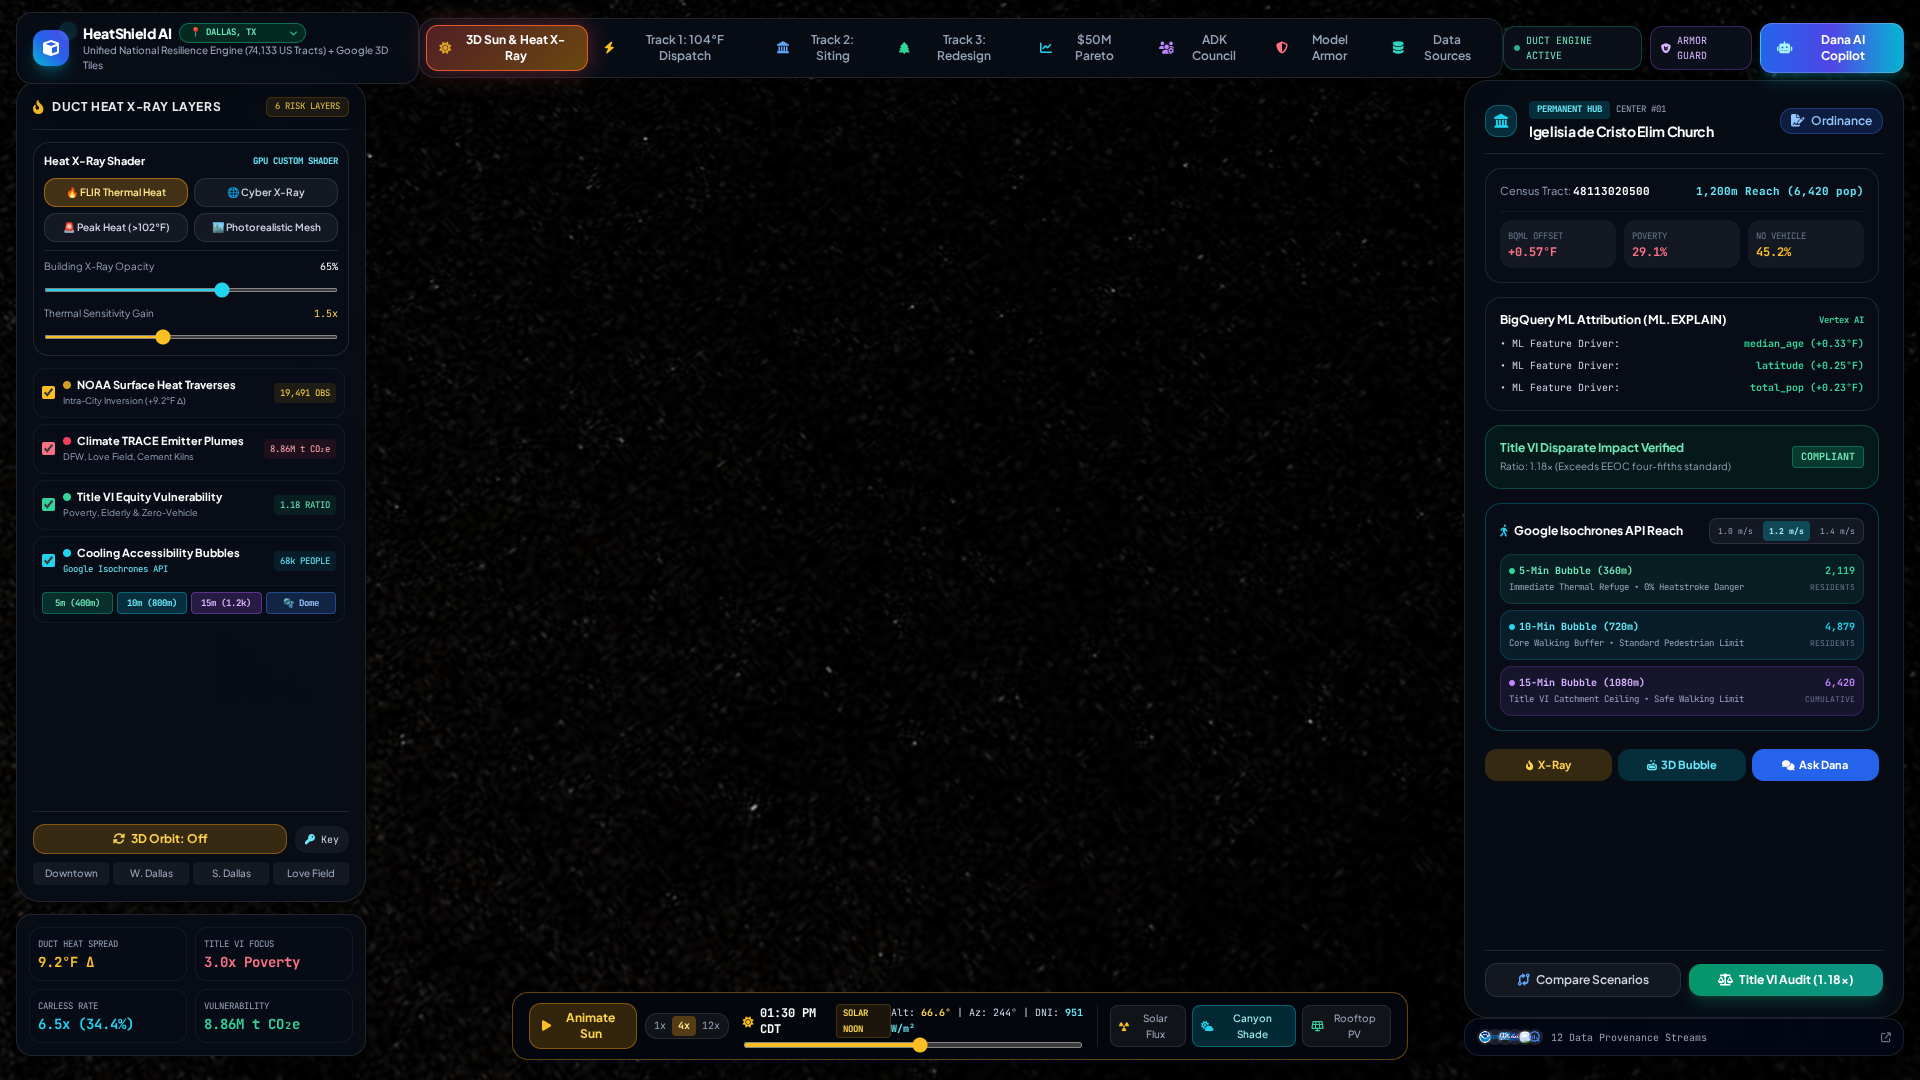 HeatShield AI
📍 DALLAS, TX
Unified National Resilience Engine (74,133 US Tracts) + Google 3D
Tiles
3D Sun & Heat X-
Ray
Track 1: 104°F
Dispatch
Track 2:
Siting
Track 3:
Redesign
$50M
Pareto
ADK
Council
Model
Armor
Data
Sources
DUCT ENGINE
ACTIVE
ARMOR
GUARD
Dana AI
Copilot
DUCT HEAT X-RAY LAYERS
6 RISK LAYERS
Heat X-Ray Shader
GPU CUSTOM SHADER
🔥 FLIR Thermal Heat
🌐 Cyber X-Ray
🚨 Peak Heat (>102°F)
🏙️ Photorealistic Mesh
Building X-Ray Opacity
65%
Thermal Sensitivity Gain
1.5x
NOAA Surface Heat Traverses
Intra-City Inversion (+9.2°F Δ)
19,491 OBS
Climate TRACE Emitter Plumes
DFW, Love Field, Cement Kilns
8.86M t CO₂e
Title VI Equity Vulnerability
Poverty, Elderly & Zero-Vehicle
1.18 RATIO
Cooling Accessibility Bubbles
Google Isochrones API
68k PEOPLE
5m (400m)
10m (800m)
15m (1.2k)
🫧 Dome
3D Orbit: Off
Key
Downtown
W. Dallas
S. Dallas
Love Field
DUCT HEAT SPREAD
9.2°F Δ
TITLE VI FOCUS
3.0x Poverty
CARLESS RATE
6.5x (34.4%)
VULNERABILITY
8.86M t CO₂e
Animate
Sun
1x
4x
12x
01:30 PM
CDT
SOLAR
NOON
Alt: 66.6° | Az: 244° | DNI: 951
W/m²
Solar
Flux
Canyon
Shade
Rooftop
PV
PERMANENT HUB
CENTER #01
Igelisia de Cristo Elim Church
Ordinance
Census Tract: 48113020500
1,200m Reach (6,420 pop)
BQML OFFSET
+0.57°F
POVERTY
29.1%
NO VEHICLE
45.2%
BigQuery ML Attribution (ML.EXPLAIN)
Vertex AI
• ML Feature Driver:
median_age (+0.33°F)
• ML Feature Driver:
latitude (+0.25°F)
• ML Feature Driver:
total_pop (+0.23°F)
Title VI Disparate Impact Verified
Ratio: 1.18× (Exceeds EEOC four-fifths standard)
COMPLIANT
Google Isochrones API Reach
1.0 m/s
1.2 m/s
1.4 m/s
5-Min Bubble (360m)
2,119
Immediate Thermal Refuge • 0% Heatstroke Danger
RESIDENTS
10-Min Bubble (720m)
4,879
Core Walking Buffer • Standard Pedestrian Limit
RESIDENTS
15-Min Bubble (1080m)
6,420
Title VI Catchment Ceiling • Safe Walking Limit
CUMULATIVE
X-Ray
3D Bubble
Ask Dana
Compare Scenarios
Title VI Audit (1.18×)
12 Data Provenance Streams